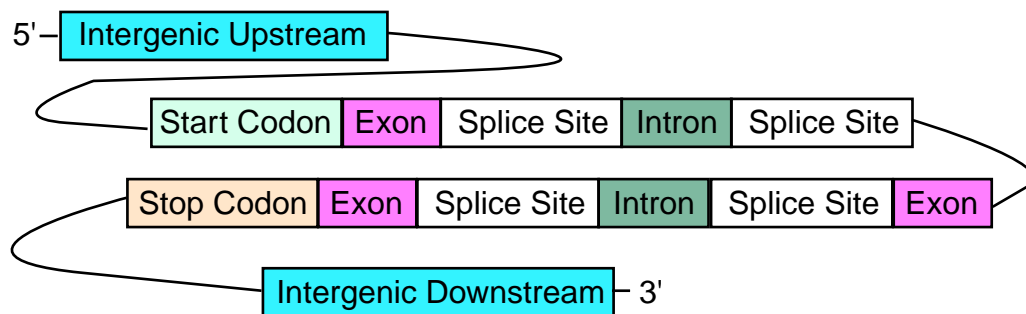 5' Intergenic Upstream
Start Codon Exon Splice Site Intron Splice Site
Stop Codon Exon Splice Site Intron Splice Site Exon
Intergenic Downstream 3'